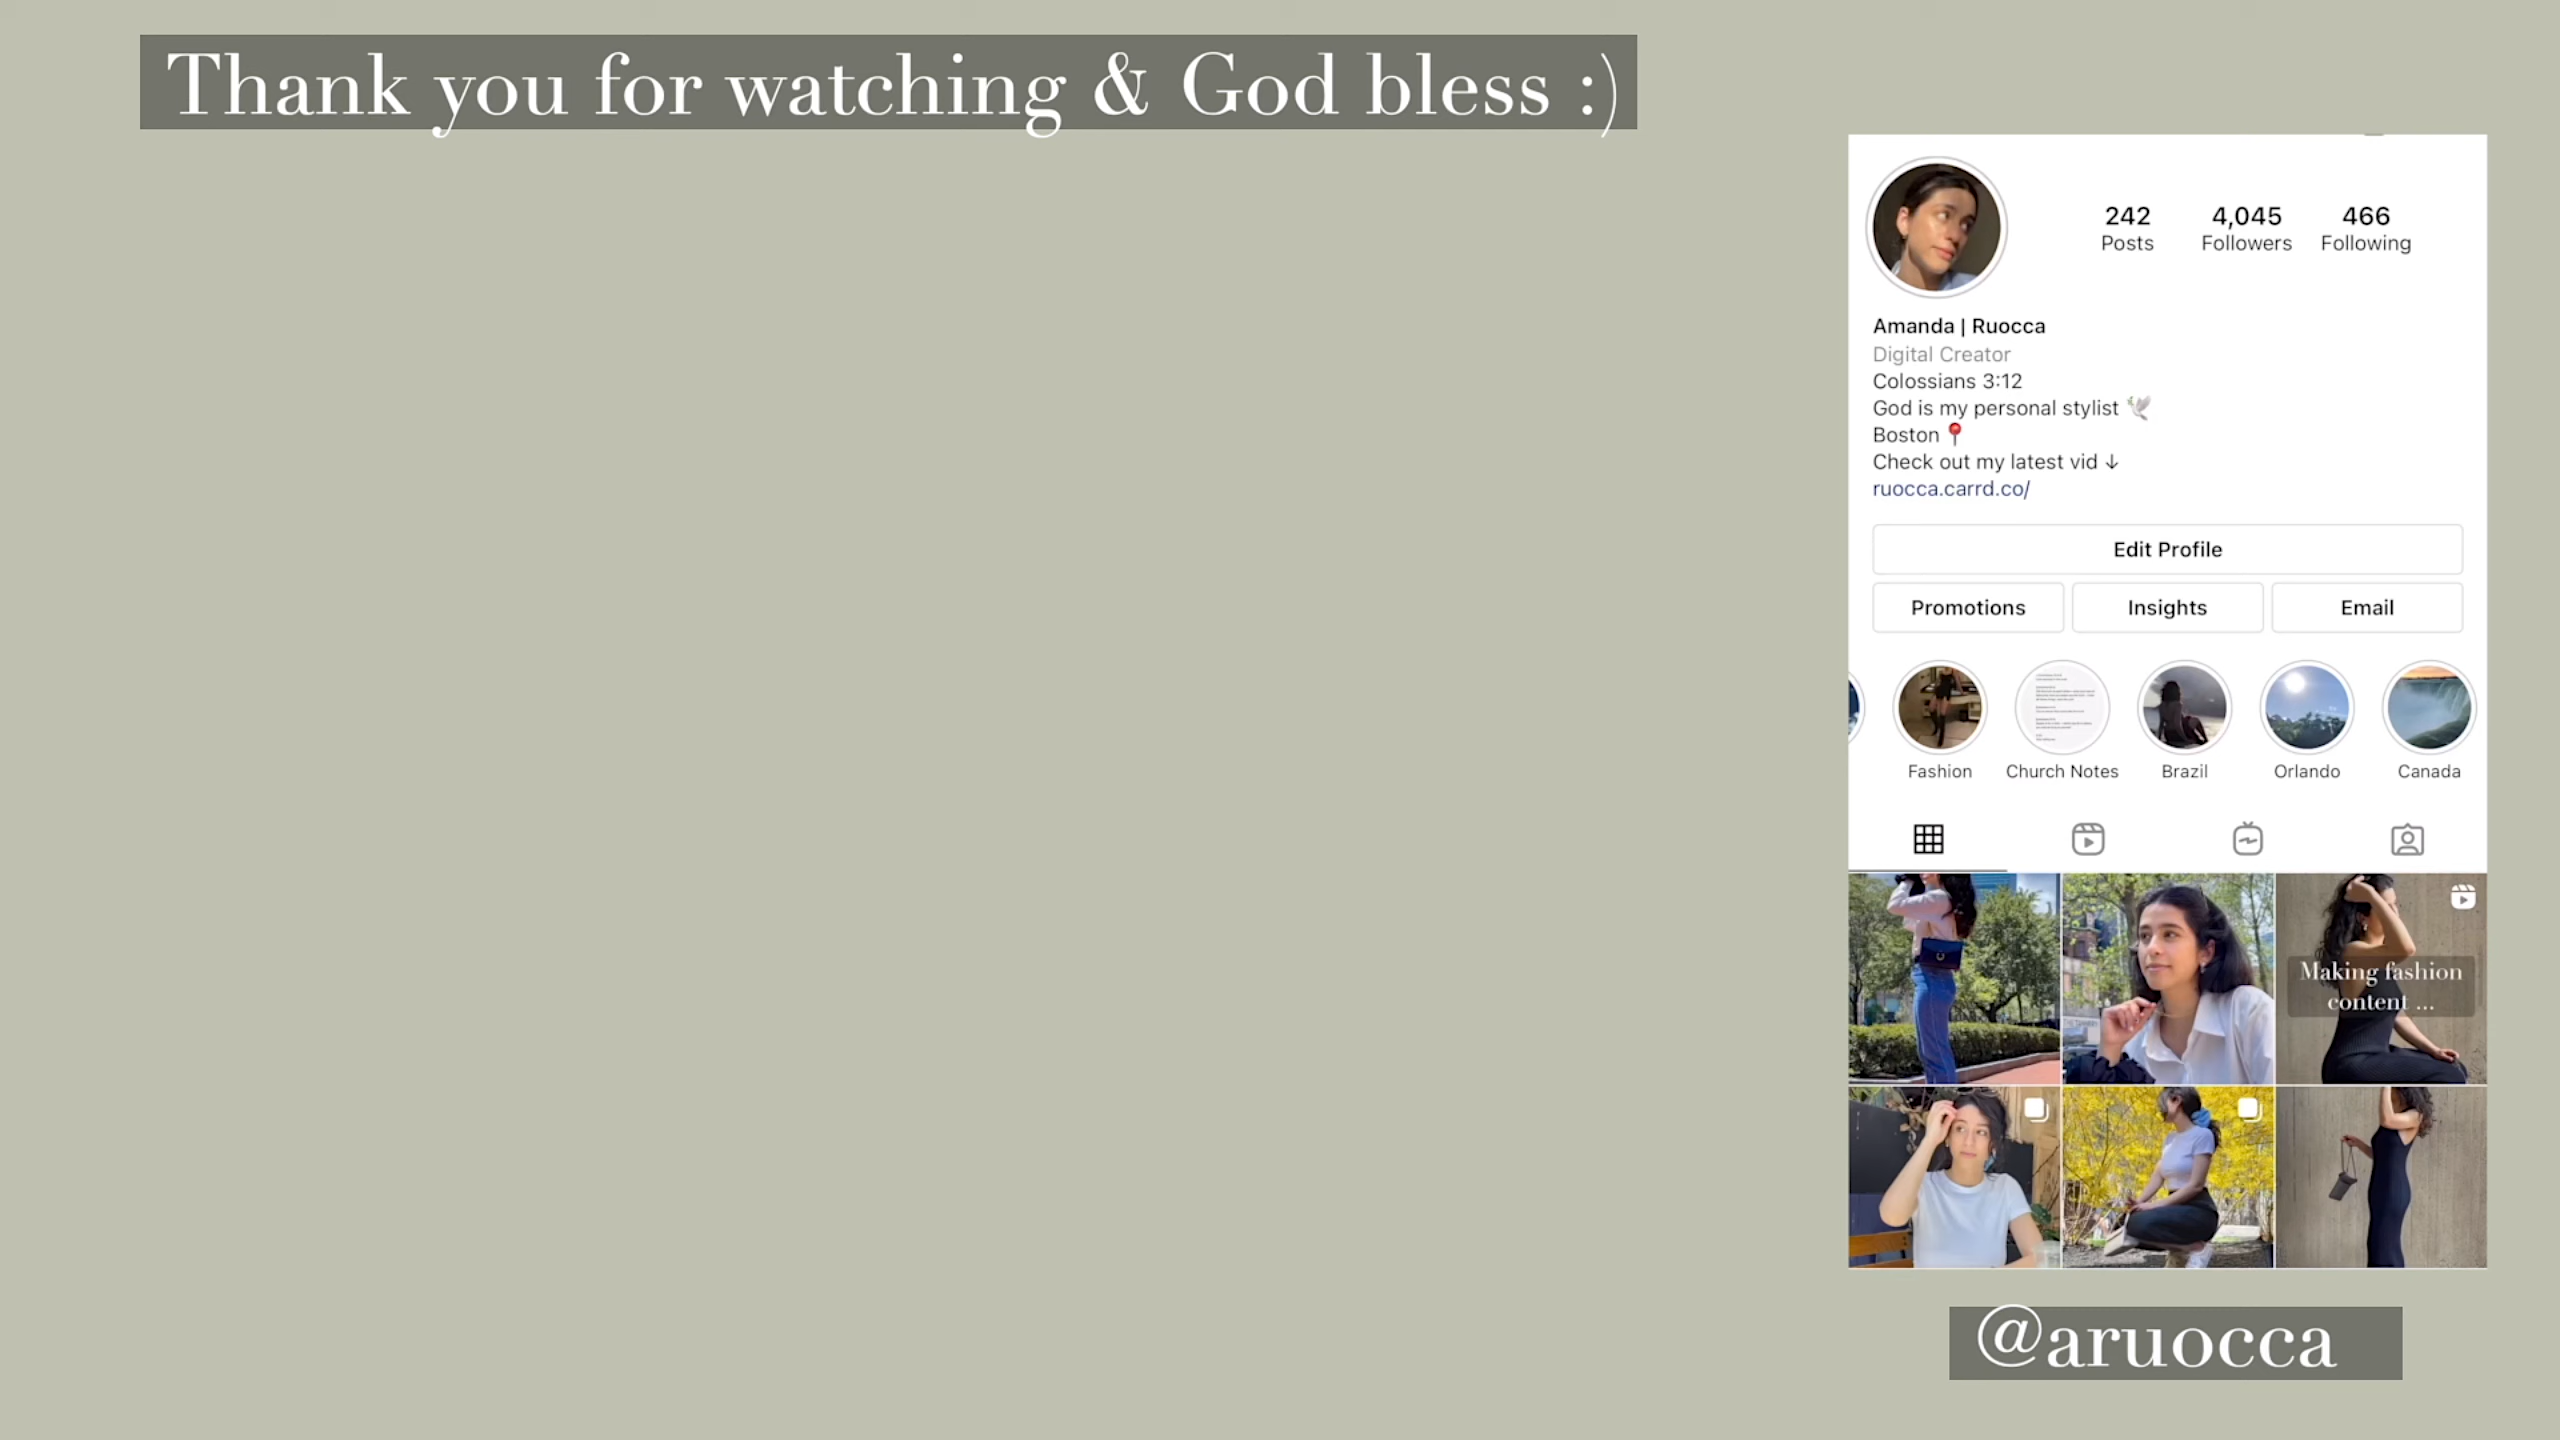 Thank you for watching & God bless :)
242
Posts
4,045
Followers
466
Following
Amanda | Ruocca
Digital Creator
Colossians 3:12
God is my personal stylist 🕊️
Boston 📍
Check out my latest vid ↓
ruocca.carrd.co/
Edit Profile
Promotions
Insights
Email
Fashion
Church Notes
Brazil
Orlando
Canada
Making fashion
content ...
@aruocca